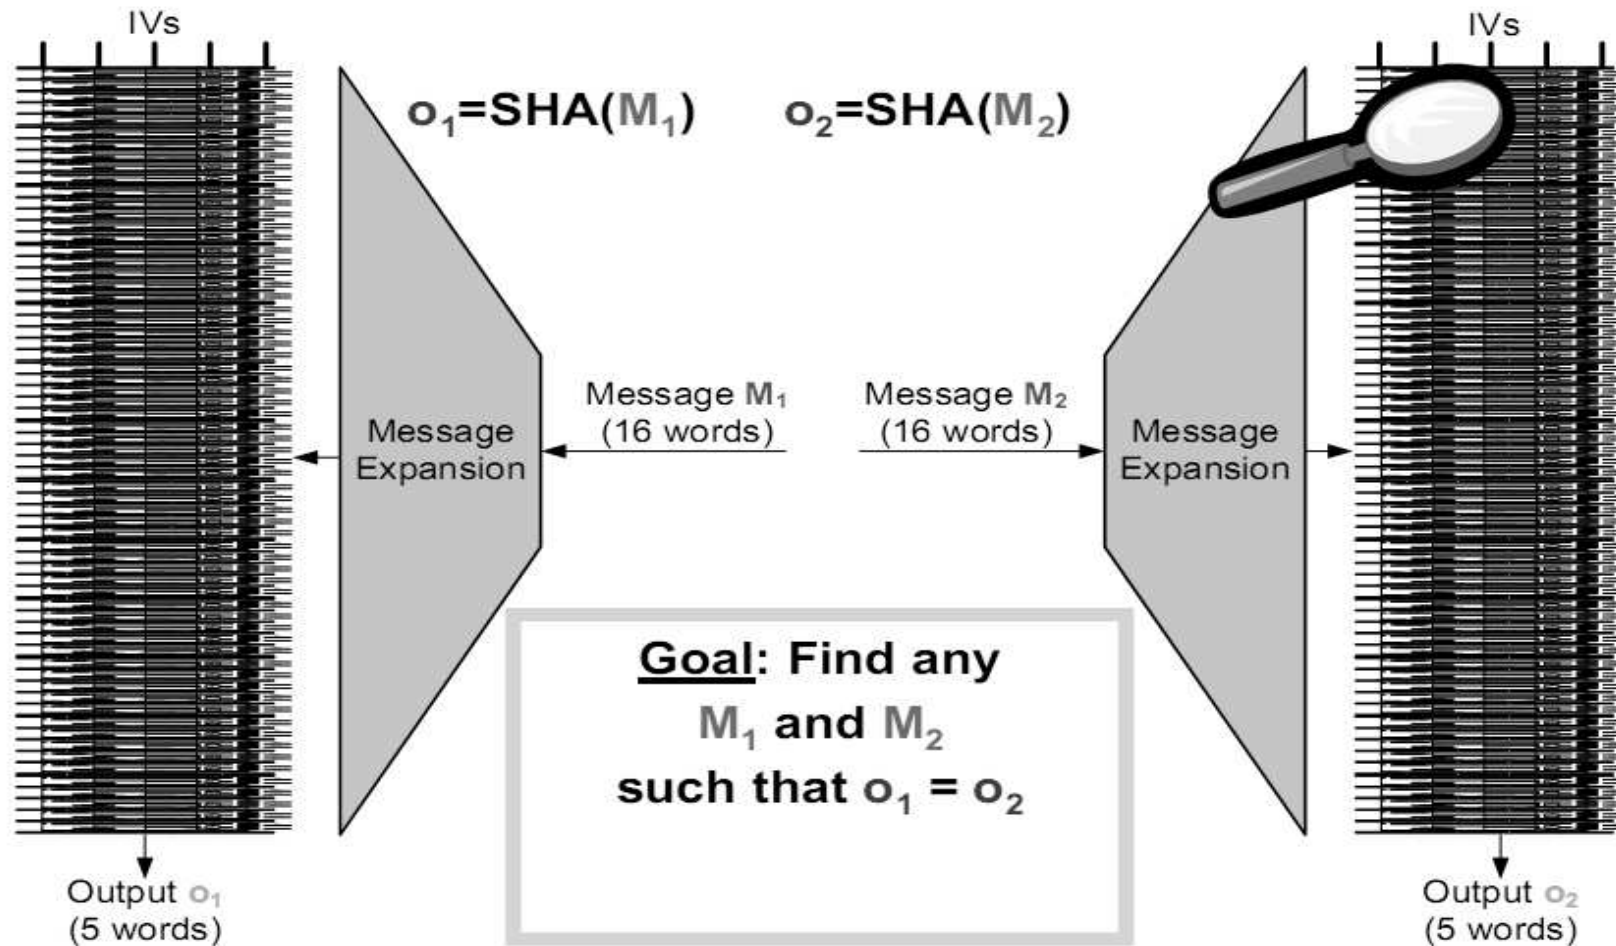 IVs
IVs
o₁=SHA(M₁)
o₂=SHA(M₂)
Message M₁
(16 words)
Message M₂
(16 words)
Message
Expansion
Message
Expansion
Goal: Find any
M₁ and M₂
such that o₁ = o₂
Output o₁
(5 words)
Output o₂
(5 words)